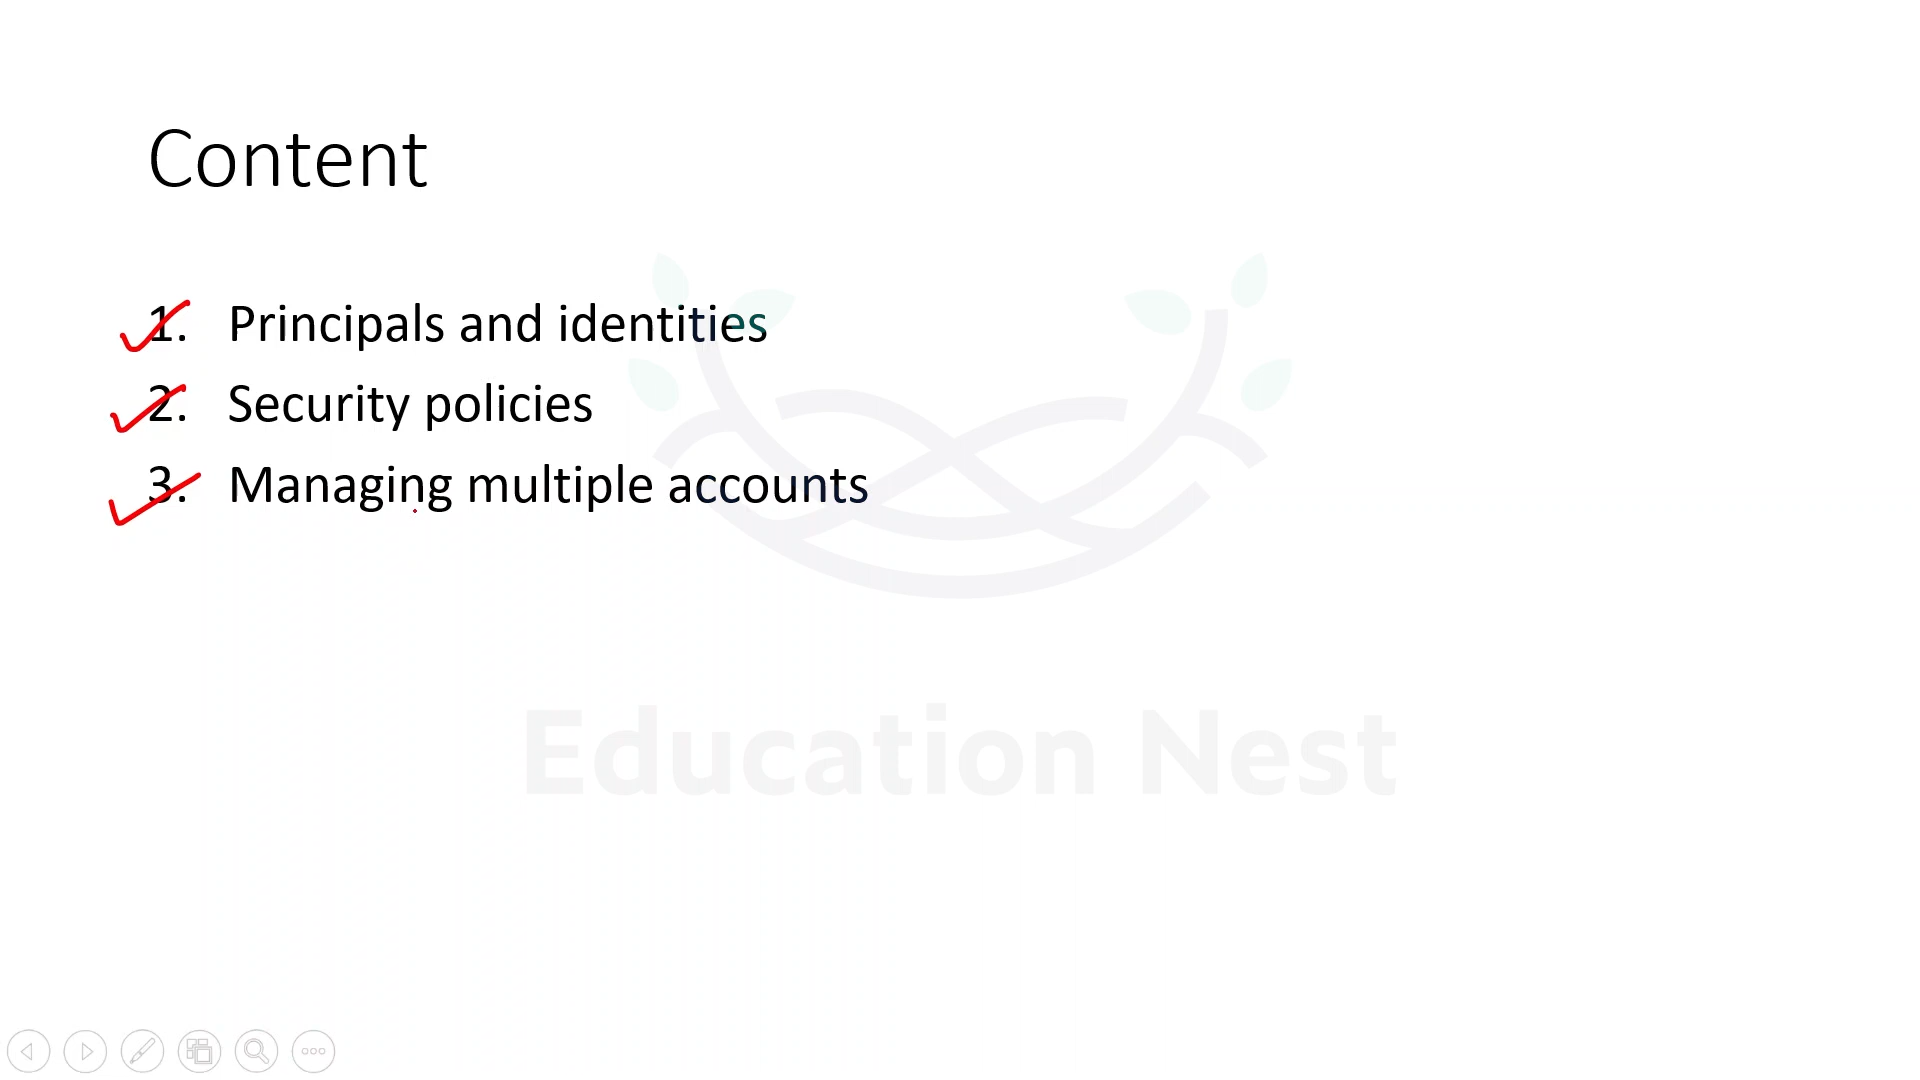 Content
1. Principals and identities
2. Security policies
3. Managing multiple accounts
Education Nest